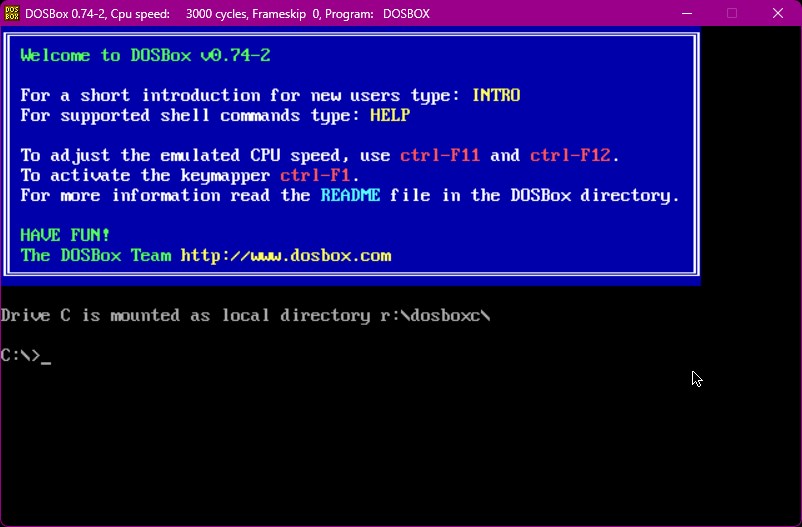 DOSBox 0.74-2, Cpu speed:    3000 cycles, Frameskip  0, Program:   DOSBOX
Welcome to DOSBox v0.74-2
For a short introduction for new users type: INTRO
For supported shell commands type: HELP
To adjust the emulated CPU speed, use ctrl-F11 and ctrl-F12.
To activate the keymapper ctrl-F1.
For more information read the README file in the DOSBox directory.
HAVE FUN!
The DOSBox Team http://www.dosbox.com
Drive C is mounted as local directory r:\dosboxc\
C:\>_